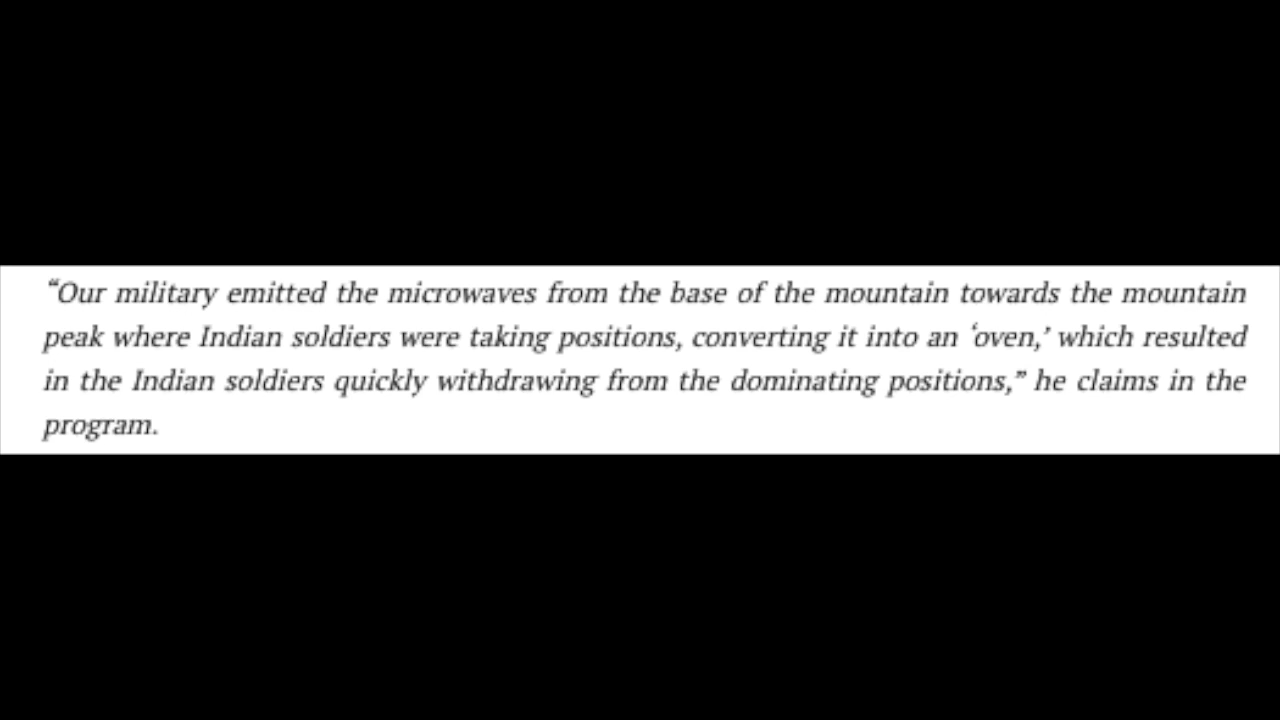 “Our military emitted the microwaves from the base of the mountain towards the mountain
peak where Indian soldiers were taking positions, converting it into an ‘oven,’ which resulted
in the Indian soldiers quickly withdrawing from the dominating positions,” he claims in the
program.